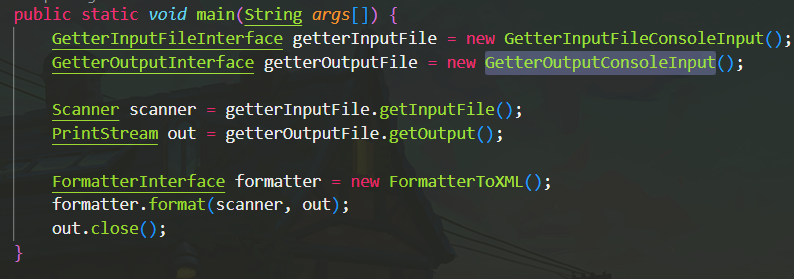 public static void main(String args[]) {
GetterInputFileInterface getterInputFile = new GetterInputFileConsoleInput();
GetterOutputInterface getterOutputFile = new GetterOutputConsoleInput();
Scanner scanner = getterInputFile.getInputFile();
PrintStream out = getterOutputFile.getOutput();
FormatterInterface formatter = new FormatterToXML();
formatter.format(scanner, out);
out.close();
}